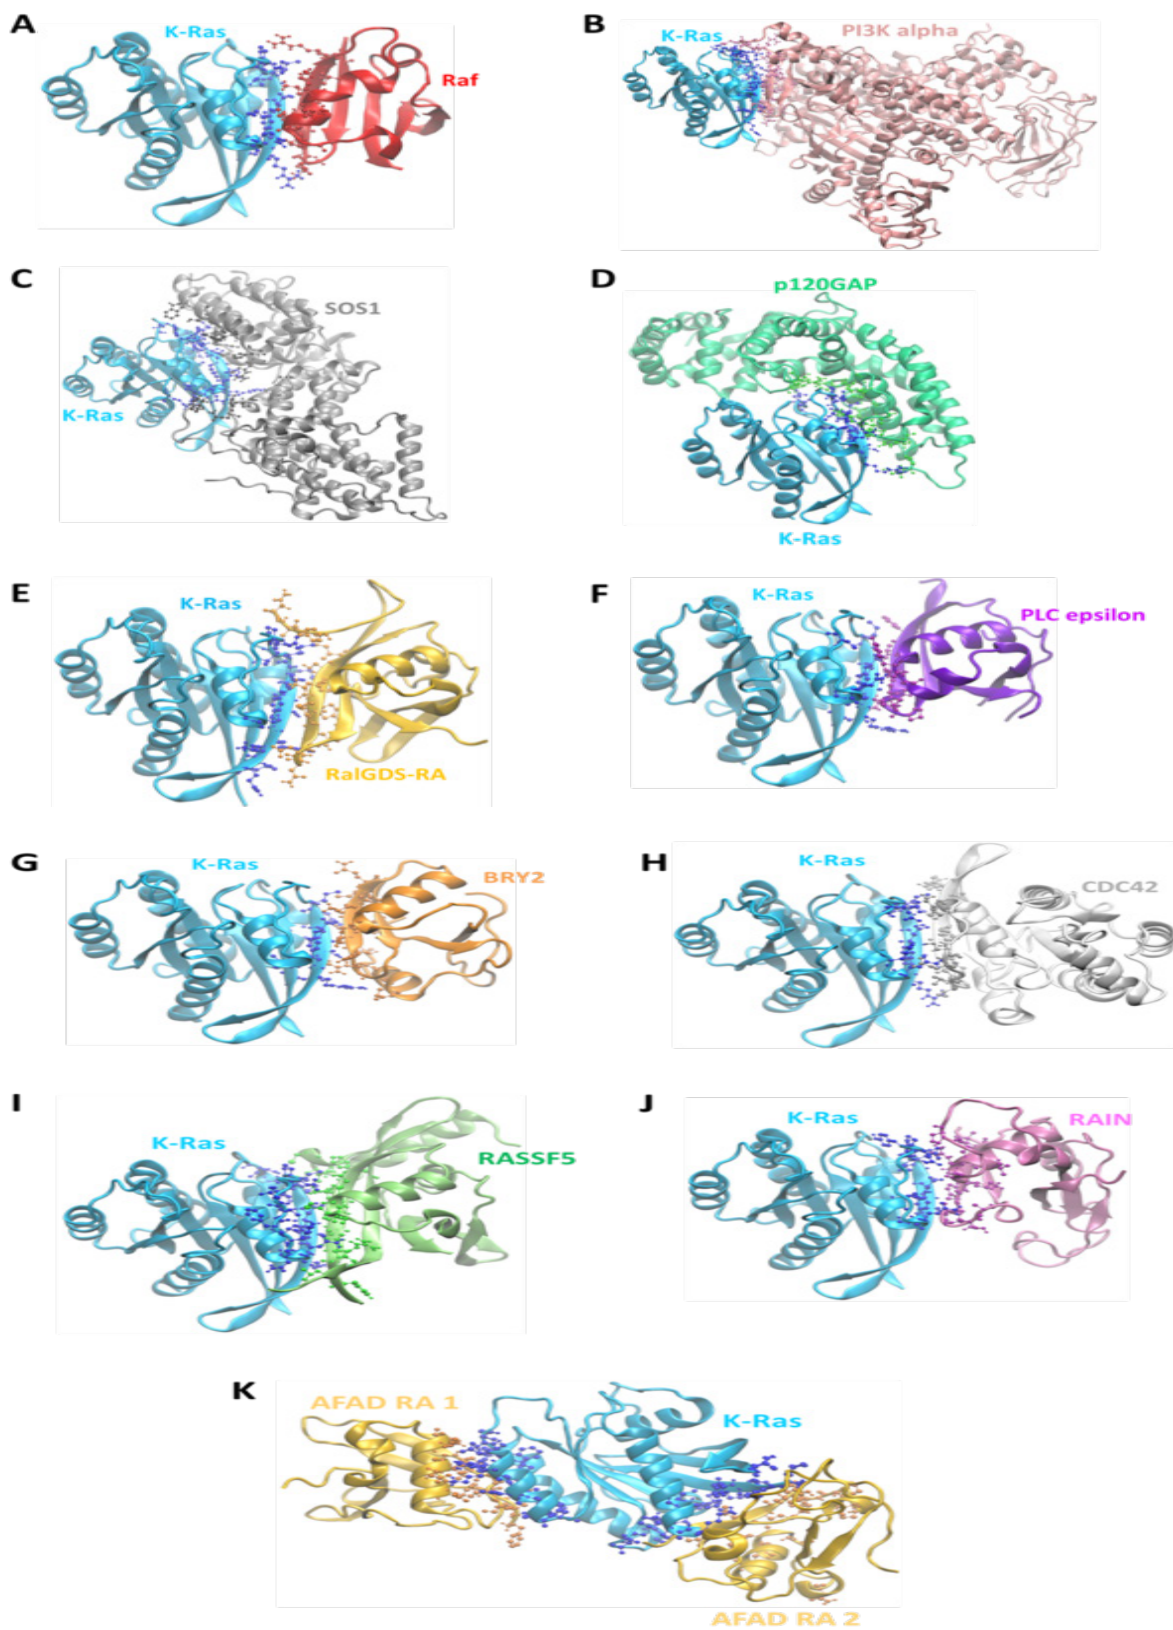 A
K-Ras
Raf
B
K-Ras
PI3K alpha
C
SOS1
K-Ras
D
p120GAP
K-Ras
E
K-Ras
RalGDS-RA
F
K-Ras
PLC epsilon
G
K-Ras
BRY2
H
K-Ras
CDC42
I
K-Ras
RASSF5
J
K-Ras
RAIN
K
AFAD RA 1
K-Ras
AFAD RA 2